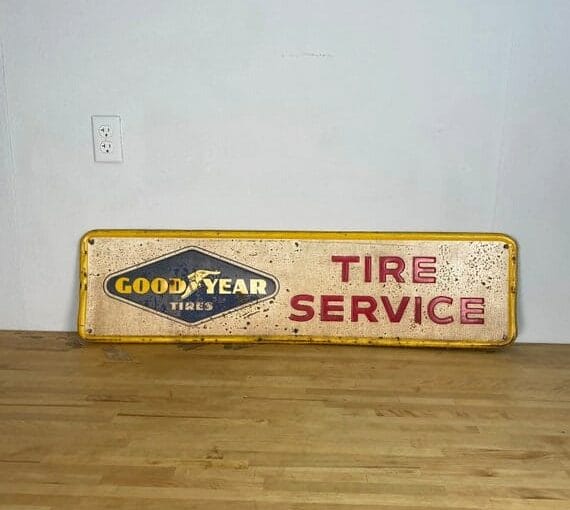 GOOD YEAR
TIRES
TIRE
SERVICE